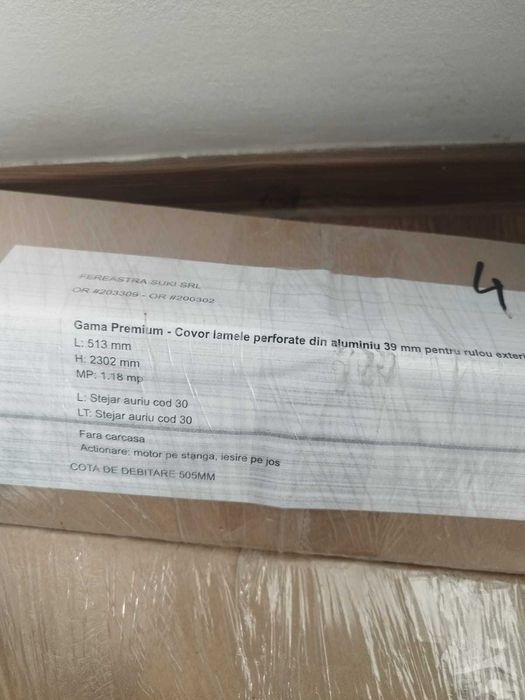 FEREASTRA SUKI SRL
OR #203309 - OR #200302
4
Gama Premium - Covor lamele perforate din aluminiu 39 mm pentru rulou exteri
L: 513 mm
H: 2302 mm
MP: 1.18 mp
L: Stejar auriu cod 30
LT: Stejar auriu cod 30
Fara carcasa
Actionare: motor pe stanga, iesire pe jos
COTA DE DEBITARE 505MM